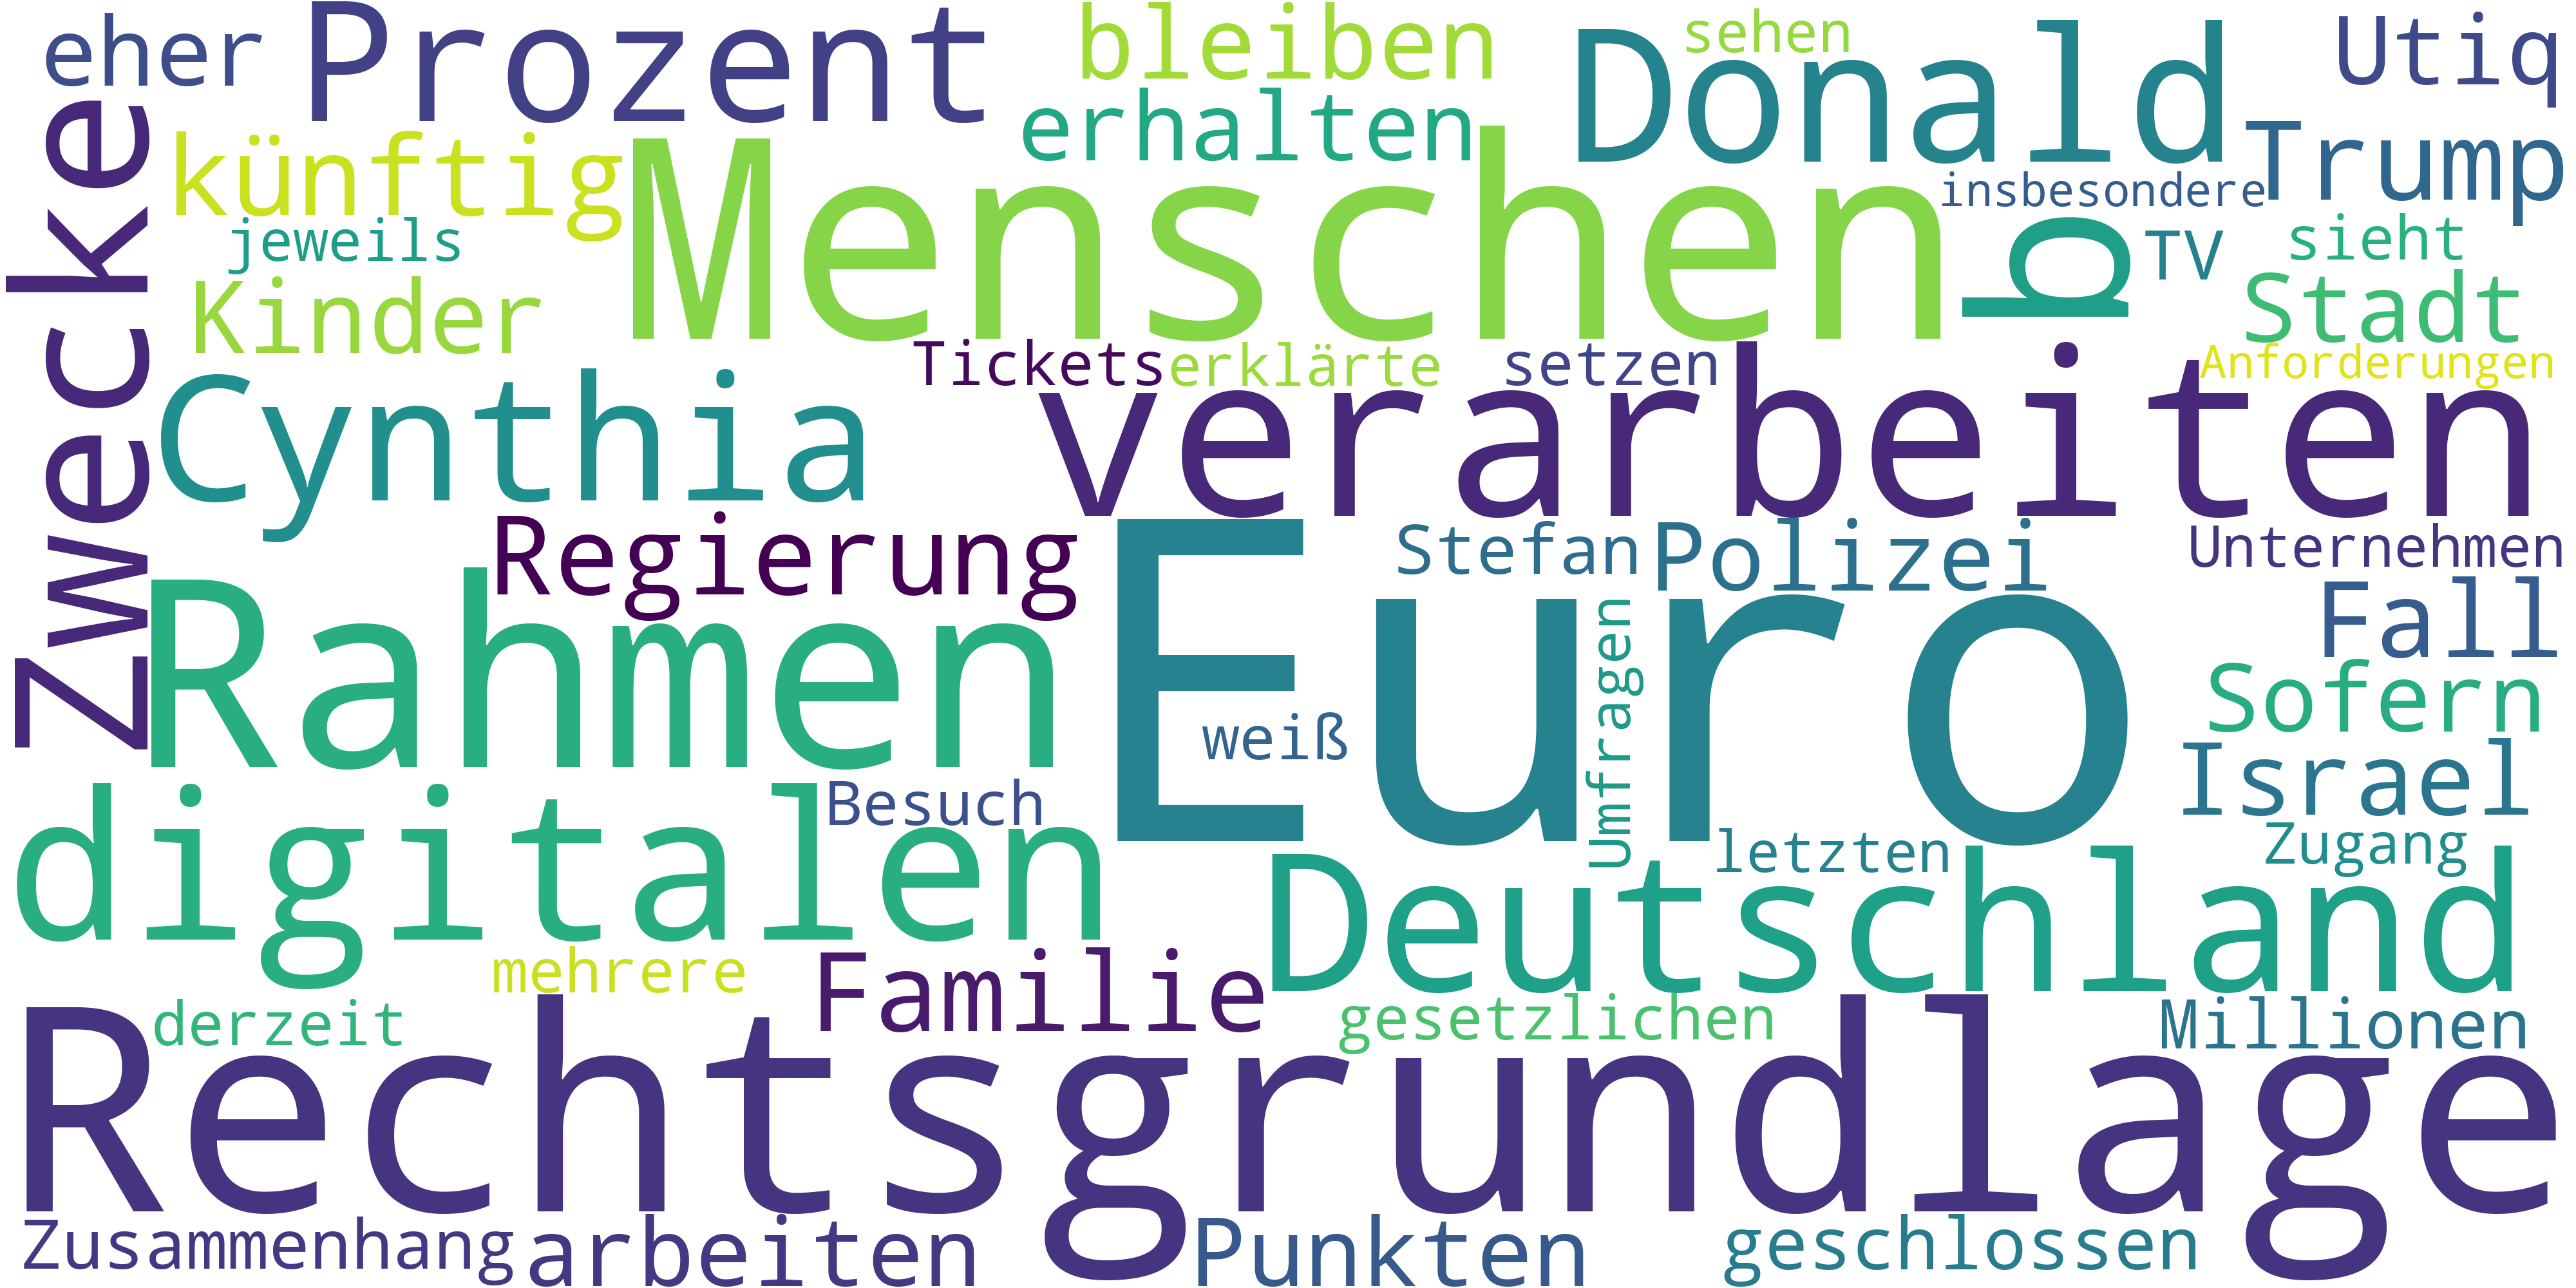 eher
Prozent
bleiben
sehen
Donald
Utiq
künftig
erhalten
Trump
Zwecke
Menschen
insbesondere
jeweils
b
TV
sieht
Kinder
Stadt
Tickets
erklärte
setzen
Anforderungen
Cynthia
verarbeiten
Regierung
Stefan
Polizei
Unternehmen
Rahmen
Euro
Fall
Umfragen
Sofern
weiß
Israel
digitalen
Besuch
letzten
Zugang
Deutschland
mehrere
Familie
derzeit
gesetzlichen
Millionen
Rechtsgrundlage
Zusammenhang
arbeiten
Punkten
geschlossen